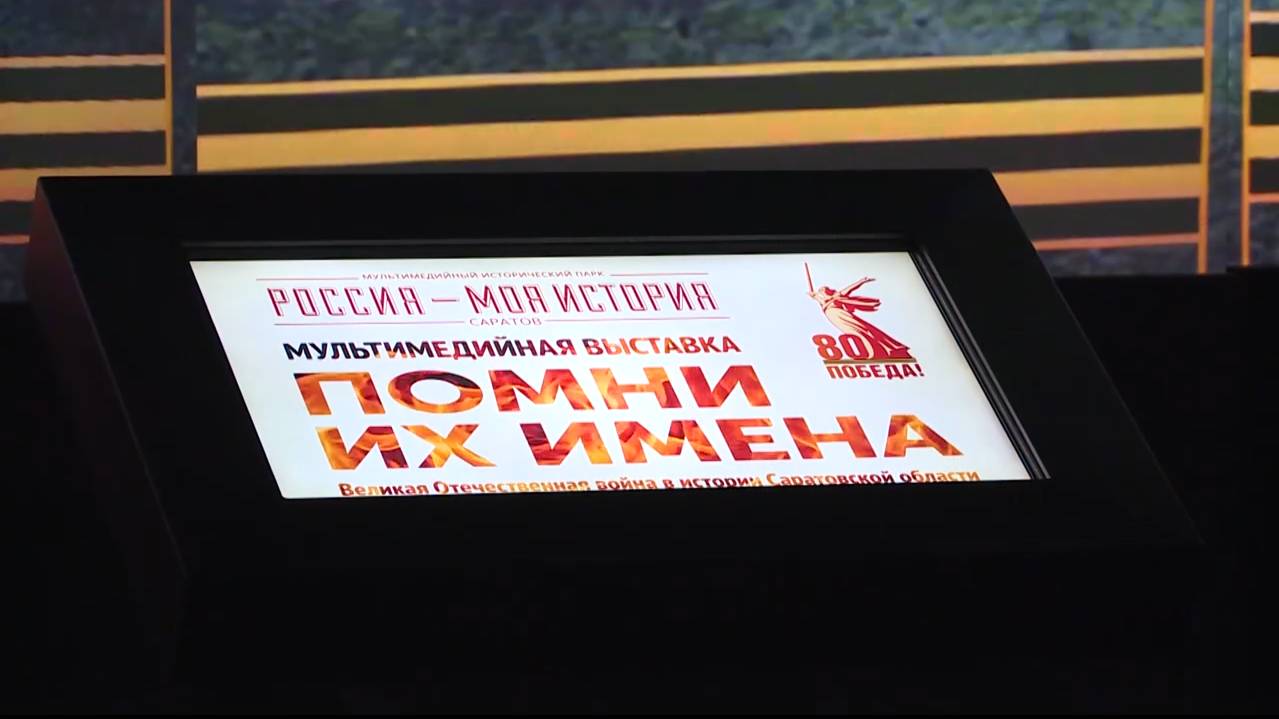 МУЛЬТИМЕДИЙНЫЙ ИСТОРИЧЕСКИЙ ПАРК
РОССИЯ — МОЯ ИСТОРИЯ
САРАТОВ
80
ПОБЕДА!
МУЛЬТИМЕДИЙНАЯ ВЫСТАВКА
ПОМНИ
ИХ ИМЕНА
Великая Отечественная война в истории Саратовской области